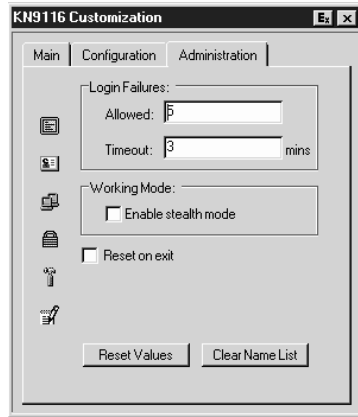 KN9116 Customization
Main Configuration Administration
Login Failures:
Allowed: 5
Timeout: 3 mins
Working Mode:
Enable stealth mode
Reset on exit
Reset Values Clear Name List